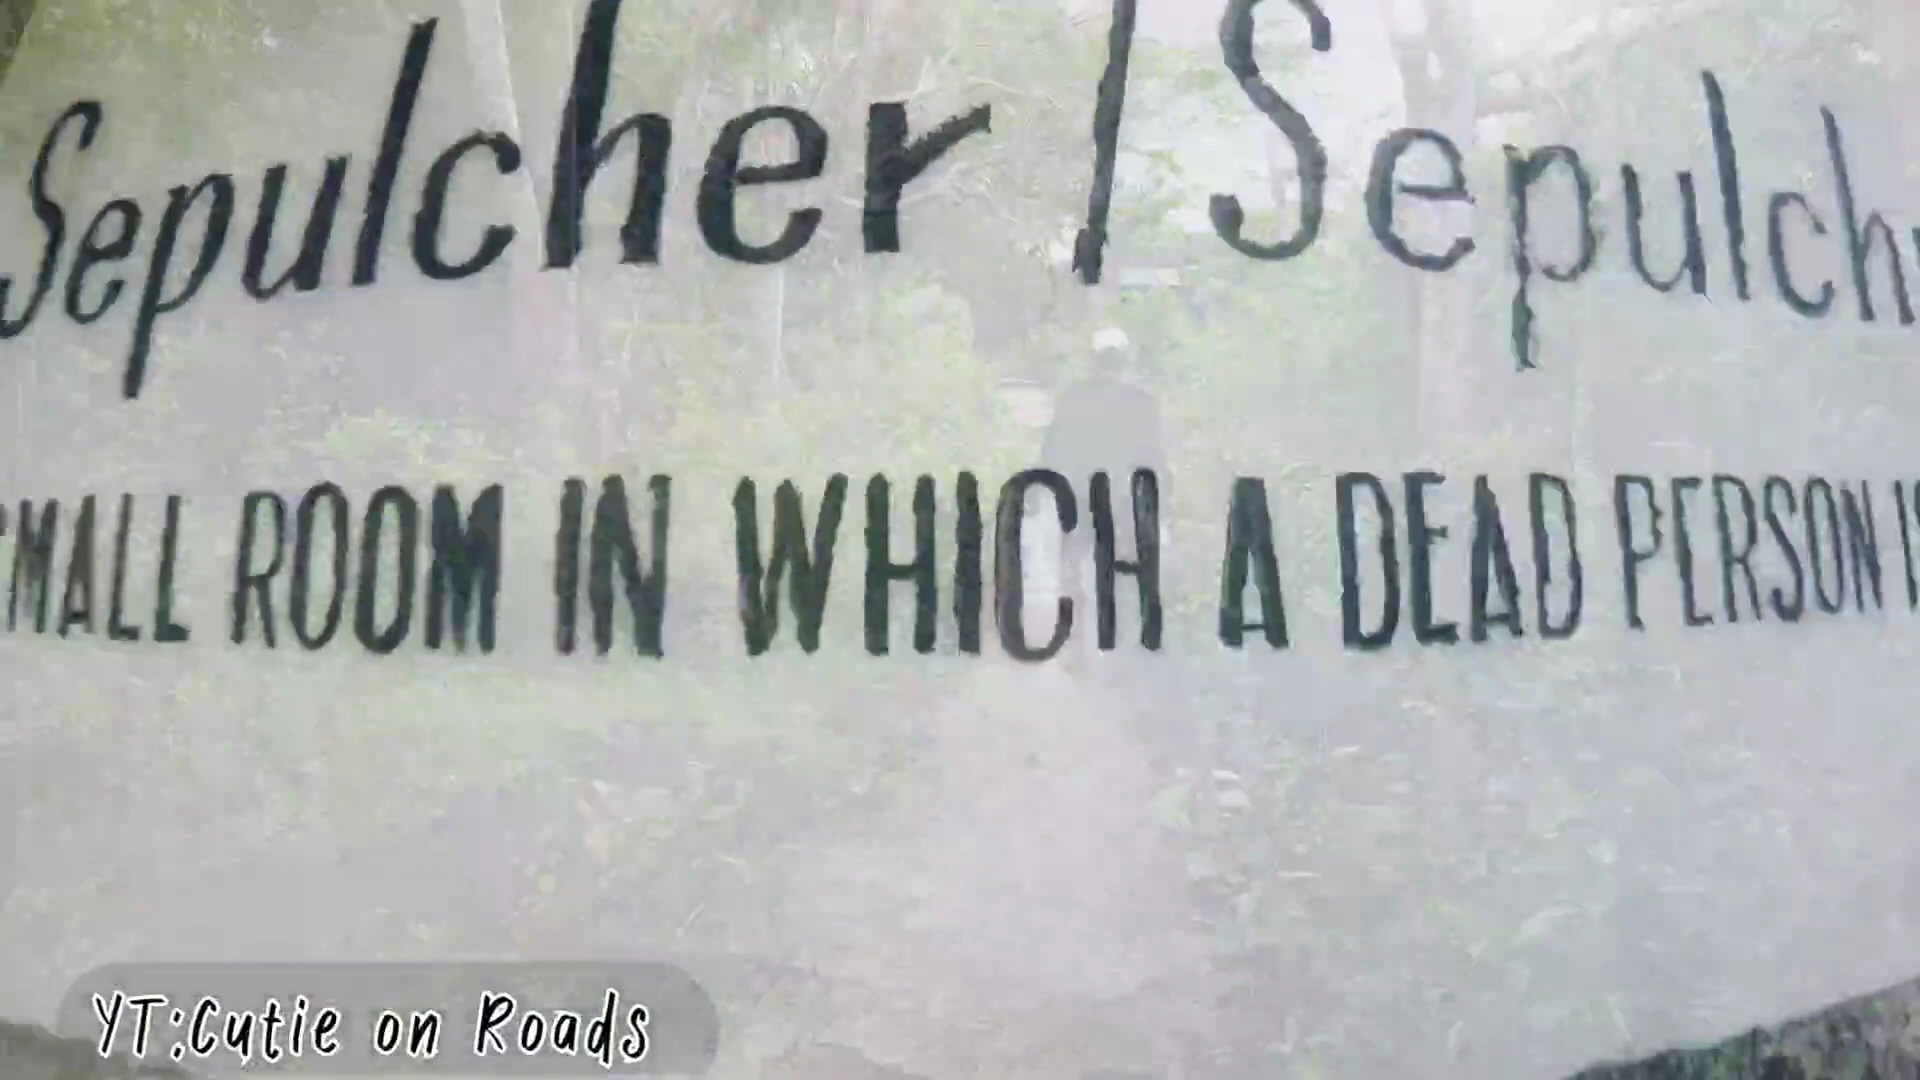 Sepulcher / Sepulch
MALL ROOM IN WHICH A DEAD PERSON
YT:Cutie on Roads